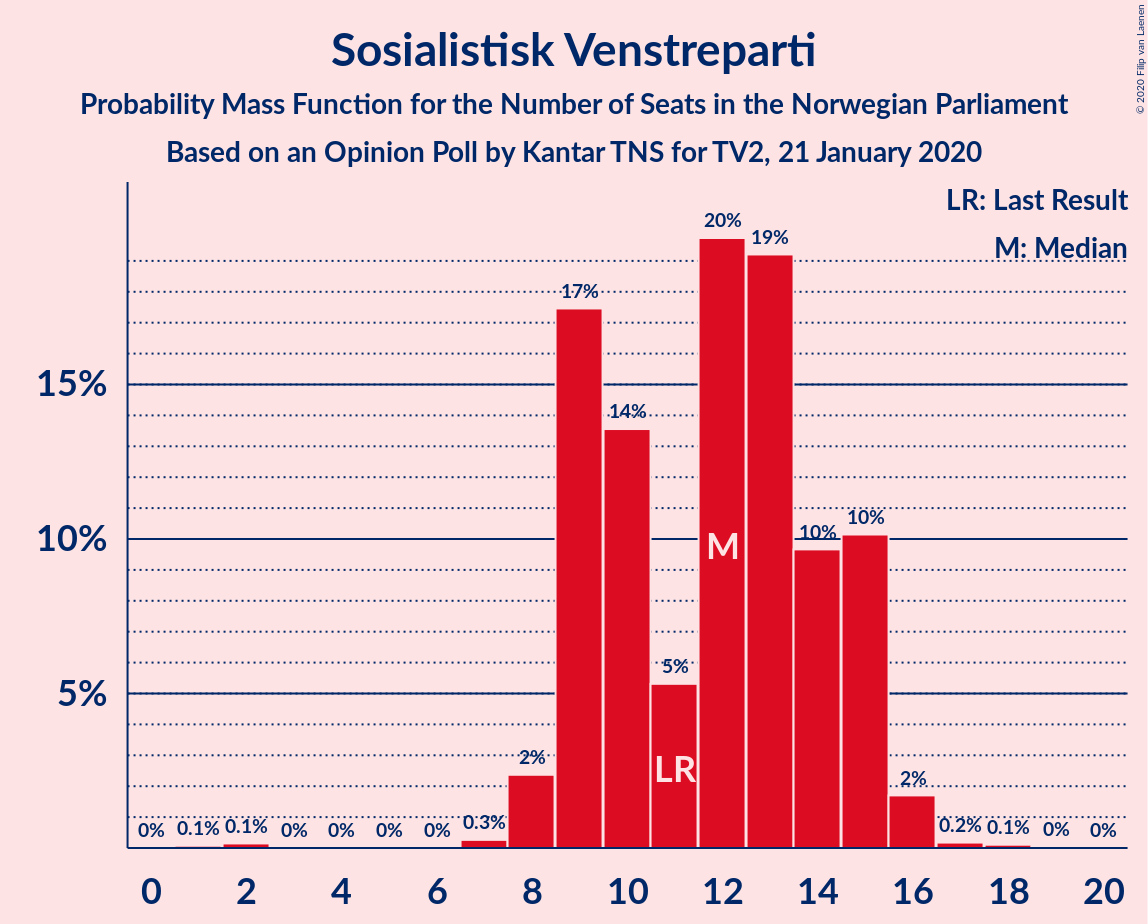 Sosialistisk Venstreparti
Probability Mass Function for the Number of Seats in the Norwegian Parliament
Based on an Opinion Poll by Kantar TNS for TV2, 21 January 2020
© 2020 Filip van Laenen
LR: Last Result
M: Median
20%
19%
17%
15%
14%
10%
10%
10%
M
5%
5%
LR
2%
2%
0%
0.1%
0.1%
0%
0%
0%
0%
0.3%
0.2%
0.1%
0%
0%
0 2 4 6 8 10 12 14 16 18 20